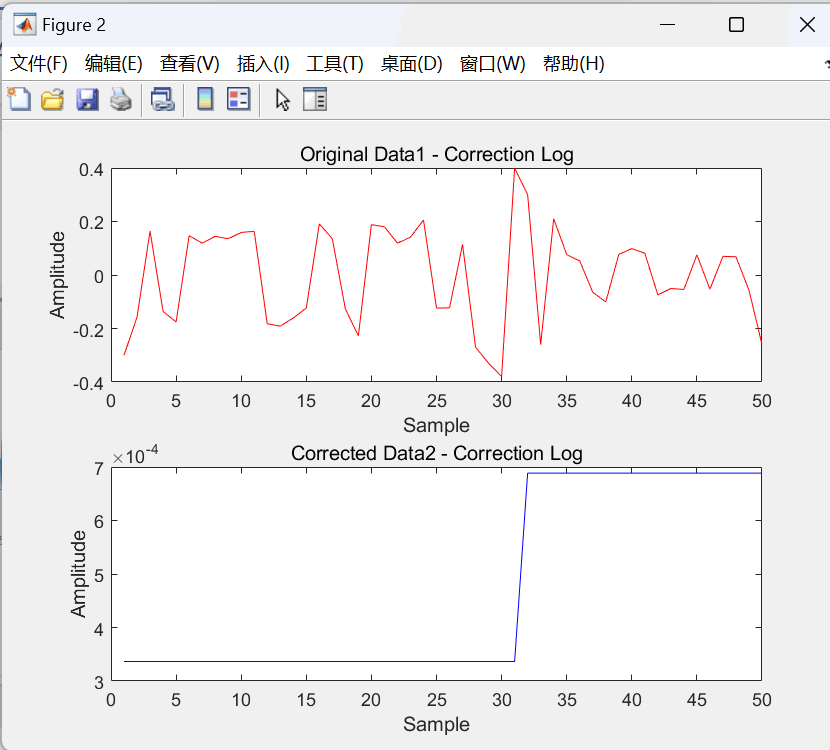 Figure 2
文件(F) 编辑(E) 查看(V) 插入(I) 工具(T) 桌面(D) 窗口(W) 帮助(H)
Original Data1 - Correction Log
0.4
0.2
0
-0.2
-0.4
Amplitude
0 5 10 15 20 25 30 35 40 45 50
Sample
Corrected Data2 - Correction Log
×10-4
7
6
5
4
3
Amplitude
0 5 10 15 20 25 30 35 40 45 50
Sample